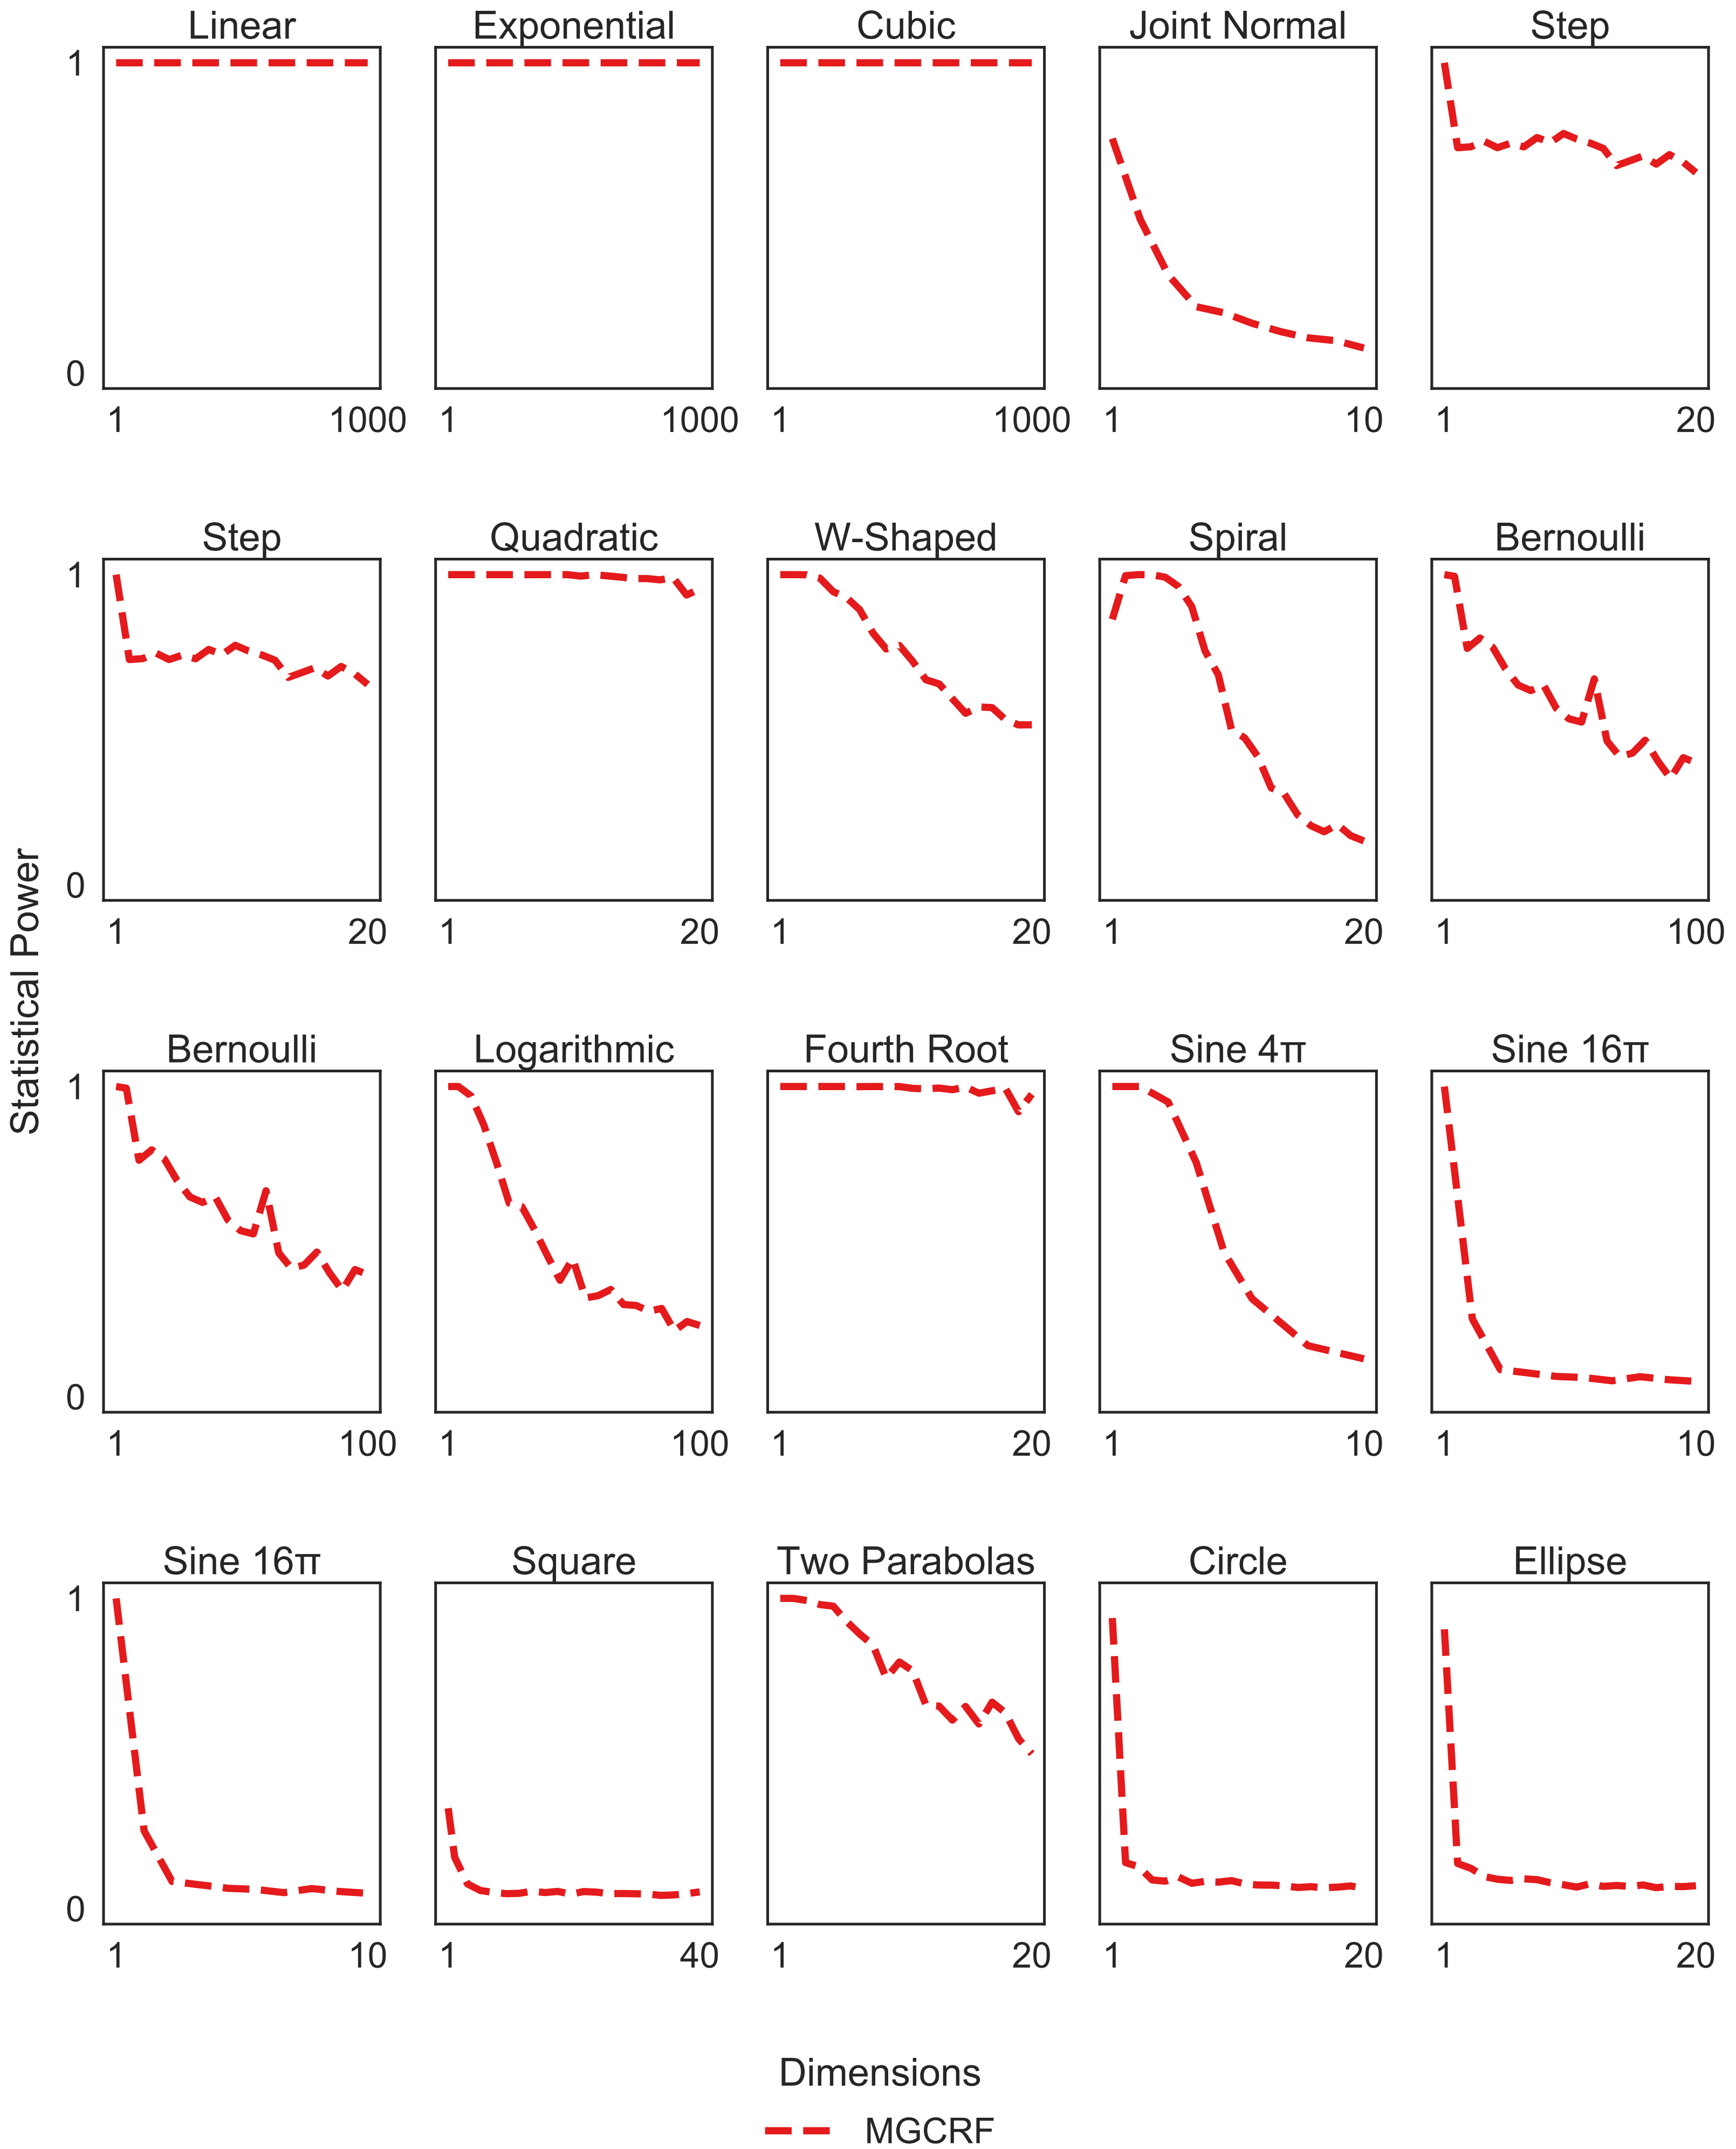 Linear Exponential Cubic Joint Normal Step
1
0
1 1000 1 1000 1 1000 1 10 1 20
Step Quadratic W-Shaped Spiral Bernoulli
1
0
1 20 1 20 1 20 1 20 1 100
Statistical Power
Bernoulli Logarithmic Fourth Root Sine 4π Sine 16π
1
0
1 100 1 100 1 20 1 10 1 10
Sine 16π Square Two Parabolas Circle Ellipse
1
0
1 10 1 40 1 20 1 20 1 20
Dimensions
MGCRF